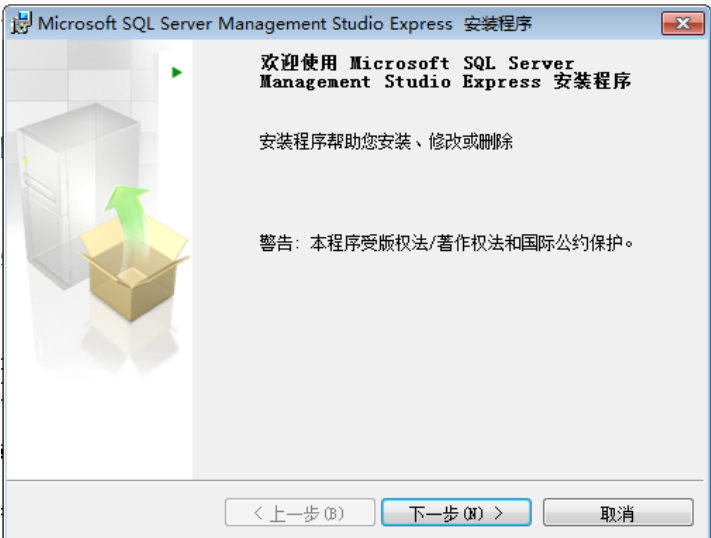 Microsoft SQL Server Management Studio Express 安装程序
欢迎使用 Microsoft SQL Server
Management Studio Express 安装程序
安装程序帮助您安装、修改或删除
警告: 本程序受版权法/著作权法和国际公约保护。
< 上一步(B)
下一步(N) >
取消